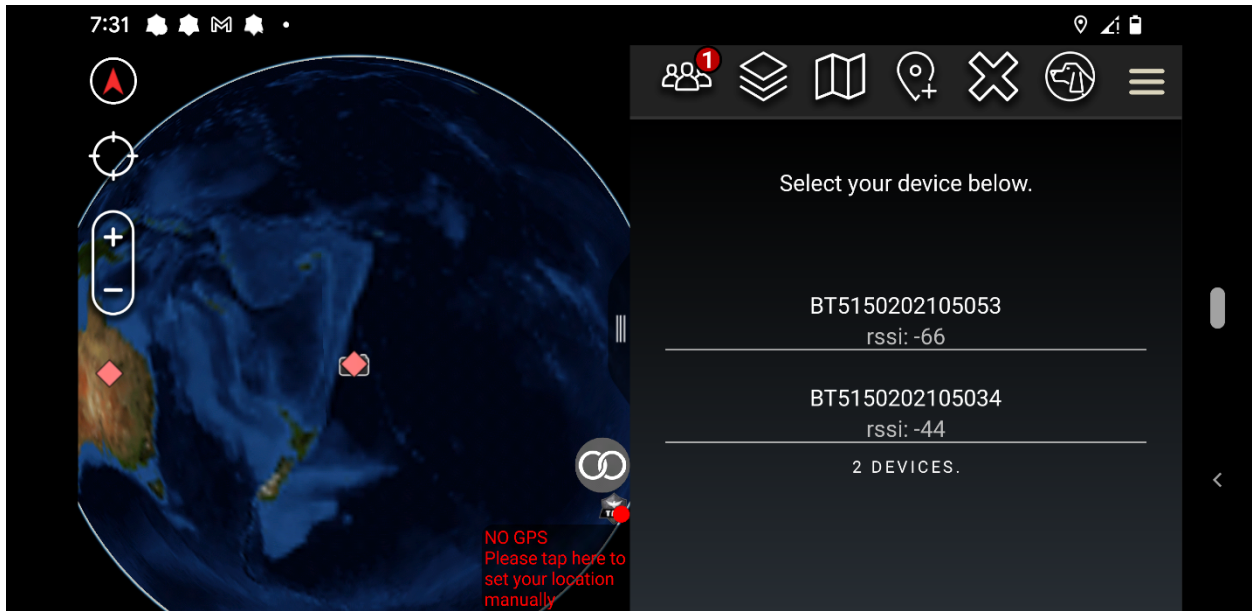 7:31
1
Select your device below.
BT5150202105053
rssi: -66
BT5150202105034
rssi: -44
2 DEVICES.
NO GPS
Please tap here to
set your location
manually